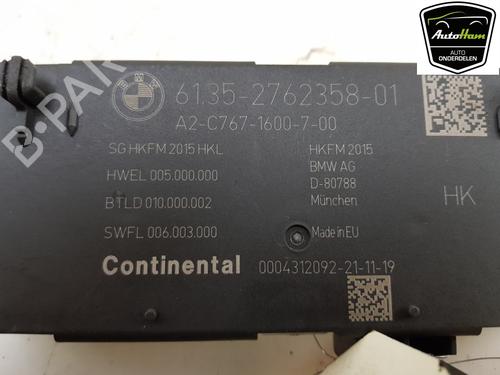 AutoHam
AUTO
ONDERDELEN
B-PAR
BMW
61.35-2762358-01
A2-C767-1600-7-00
SG HKFM 2015 HKL
HKFM 2015
HWEL 005.000.000
BMW AG
D-80788
BTLD 010.000.002
München
HK
SWFL 006.003.000
Made in EU
Continental 0004312092-21-11-19